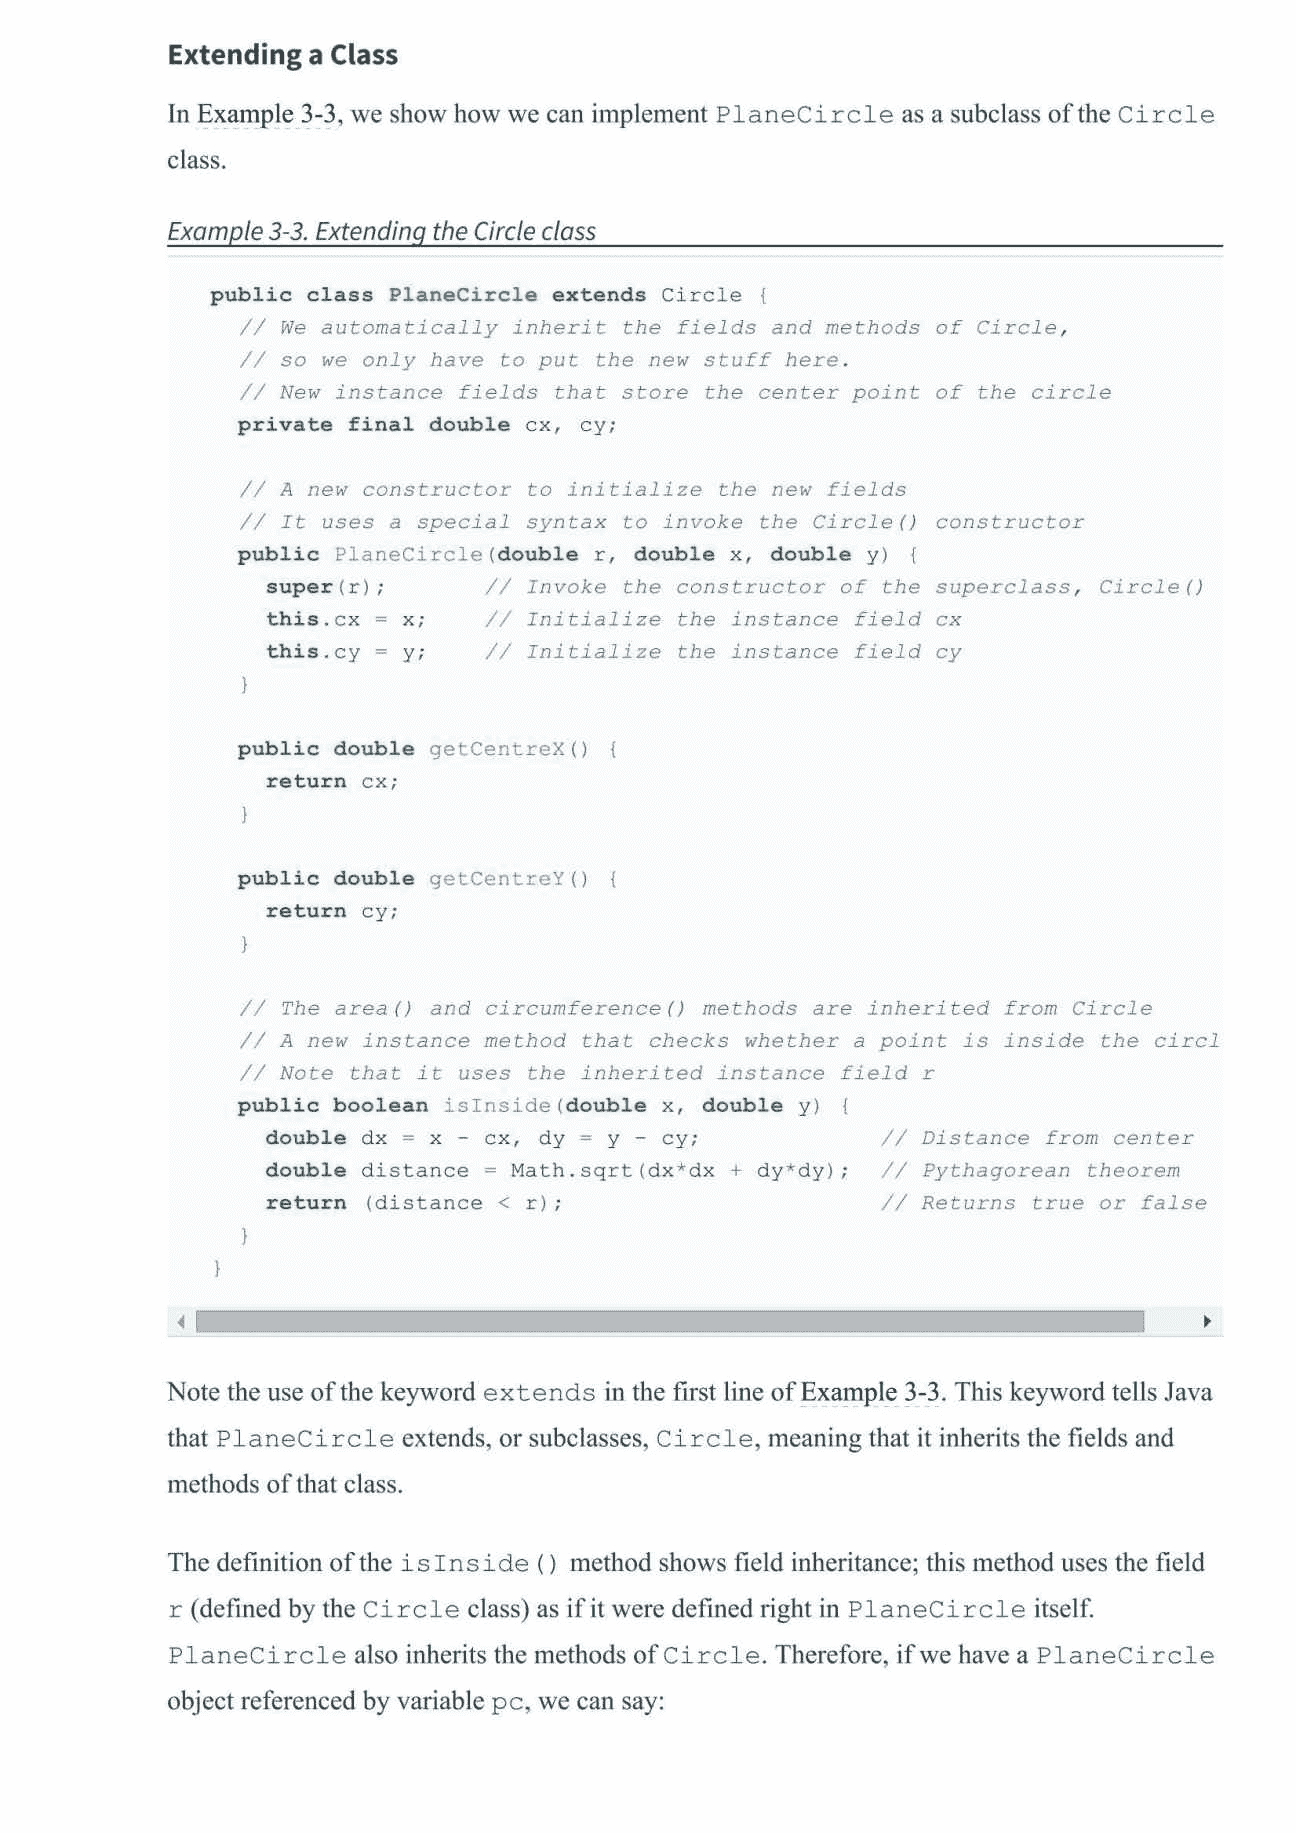 Extending a Class
In Example 3-3, we show how we can implement PlaneCircle as a subclass of the Circle
class.
Example 3-3. Extending the Circle class
public class PlaneCircle extends Circle {
// We automatically inherit the fields and methods of Circle,
// so we only have to put the new stuff here.
// New instance fields that store the center point of the circle
private final double cx, cy;
// A new constructor to initialize the new fields
// It uses a special syntax to invoke the Circle() constructor
public PlaneCircle(double r, double x, double y) {
super(r);       // Invoke the constructor of the superclass, Circle()
this.cx = x;    // Initialize the instance field cx
this.cy = y;    // Initialize the instance field cy
}
public double getCentreX() {
return cx;
}
public double getCentreY() {
return cy;
}
// The area() and circumference() methods are inherited from Circle
// A new instance method that checks whether a point is inside the circl
// Note that it uses the inherited instance field r
public boolean isInside(double x, double y) {
double dx = x - cx, dy = y - cy;             // Distance from center
double distance = Math.sqrt(dx*dx + dy*dy);  // Pythagorean theorem
return (distance < r);                       // Returns true or false
}
}
Note the use of the keyword extends in the first line of Example 3-3. This keyword tells Java
that PlaneCircle extends, or subclasses, Circle, meaning that it inherits the fields and
methods of that class.
The definition of the isInside() method shows field inheritance; this method uses the field
r (defined by the Circle class) as if it were defined right in PlaneCircle itself.
PlaneCircle also inherits the methods of Circle. Therefore, if we have a PlaneCircle
object referenced by variable pc, we can say: